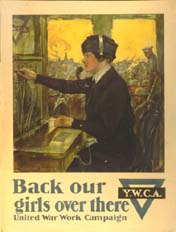 Back our
girls over there
Y.W.C.A.
United War Work Campaign